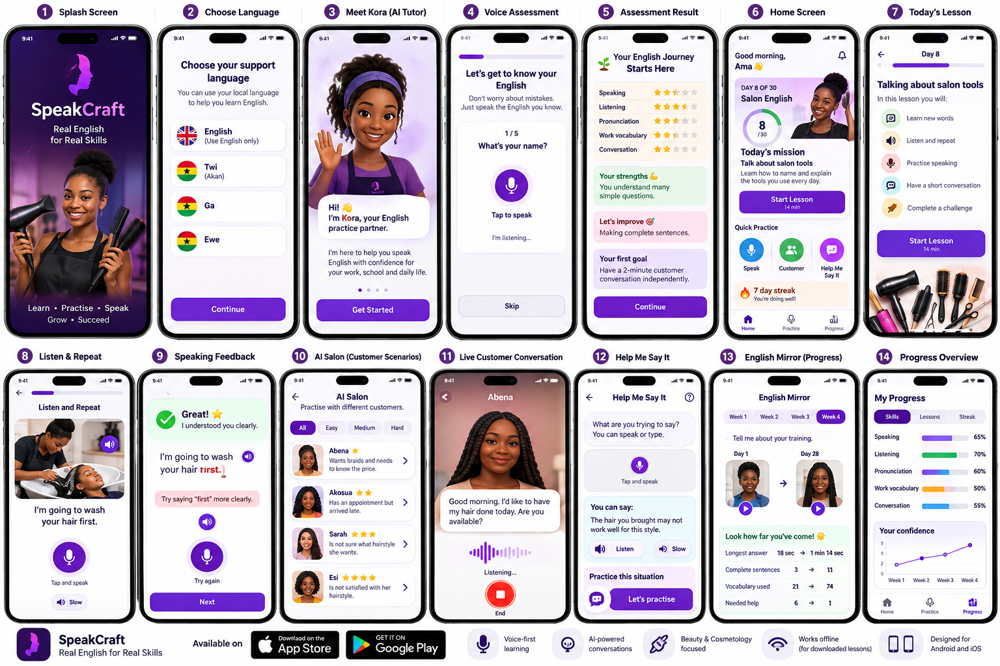 1 Splash Screen
9:41
SpeakCraft
Real English
for Real Skills
Learn • Practise • Speak
Grow • Succeed
2 Choose Language
9:41
Choose your support
language
You can use your local language
to help you learn English.
English
(Use English only)
Twi
(Akan)
Ga
Ewe
Continue
3 Meet Kora (AI Tutor)
9:41
Hi! 👋
I'm Kora, your English
practice partner.
I'm here to help you speak
English with confidence for
your work, school and daily life.
Get Started
4 Voice Assessment
9:41
Let's get to know your
English
Don't worry about mistakes.
Just speak the English you know.
1 / 5
What's your name?
Tap to speak
I'm listening...
Skip
5 Assessment Result
9:41
Your English Journey
Starts Here
Speaking
Listening
Pronunciation
Work vocabulary
Conversation
Your strengths 💪
You understand many
simple questions.
Let's improve 🎯
Making complete sentences.
Your first goal
Have a 2-minute customer
conversation independently.
Continue
6 Home Screen
9:41
Good morning,
Ama 👋
DAY 8 OF 30
Salon English
8
/30
Today's mission
Talk about salon tools
Learn how to name and explain
the tools you use every day.
Start Lesson
14 min
Quick Practice
Speak
Customer
Help Me
Say It
7 day streak
You're doing well!
Home
Practice
Progress
7 Today's Lesson
9:41
Day 8
Talking about salon tools
In this lesson you will:
Learn new words
Listen and repeat
Practise speaking
Have a short conversation
Complete a challenge
Start Lesson
14 min
8 Listen & Repeat
9:41
Listen and Repeat
I'm going to wash
your hair first.
Tap and speak
Slow
9 Speaking Feedback
9:41
Great! ⭐
I understood you clearly.
I'm going to wash
your hair first.
Try saying "first" more clearly.
Try again
Next
10 AI Salon (Customer Scenarios)
9:41
AI Salon
Practise with different customers.
All Easy Medium Hard
Abena
Wants braids and needs
to know the price.
Akosua
Has an appointment but
arrived late.
Sarah
Is not sure what hairstyle
she wants.
Esi
Is not satisfied with her
hairstyle.
11 Live Customer Conversation
9:41
Abena
Good morning. I'd like to have
my hair done today. Are you
available?
Listening...
End
12 Help Me Say It
9:41
Help Me Say It ?
What are you trying to say?
You can speak or type.
Tap and speak
You can say:
The hair you brought may not
work well for this style.
Listen
Slow
Practice this situation
Let's practise
13 English Mirror (Progress)
9:41
English Mirror
Week 1 Week 2 Week 3 Week 4
Tell me about your training.
Day 1 Day 28
Look how far you've come! 🌟
Longest answer 18 sec → 1 min 14 sec
Complete sentences 3 → 11
Vocabulary used 21 → 74
Needed help 6 → 1
14 Progress Overview
9:41
My Progress
Skills Lessons Streak
Speaking 65%
Listening 70%
Pronunciation 60%
Work vocabulary 50%
Conversation 55%
Your confidence
2
2
0
Week 1 Week 2 Week 3 Week 4
Home
Practice
Progress
SpeakCraft
Real English for Real Skills
Available on
Download on the
App Store
GET IT ON
Google Play
Voice-first
learning
AI-powered
conversations
Beauty & Cosmetology
focused
Works offline
(for downloaded lessons)
Designed for
Android and iOS